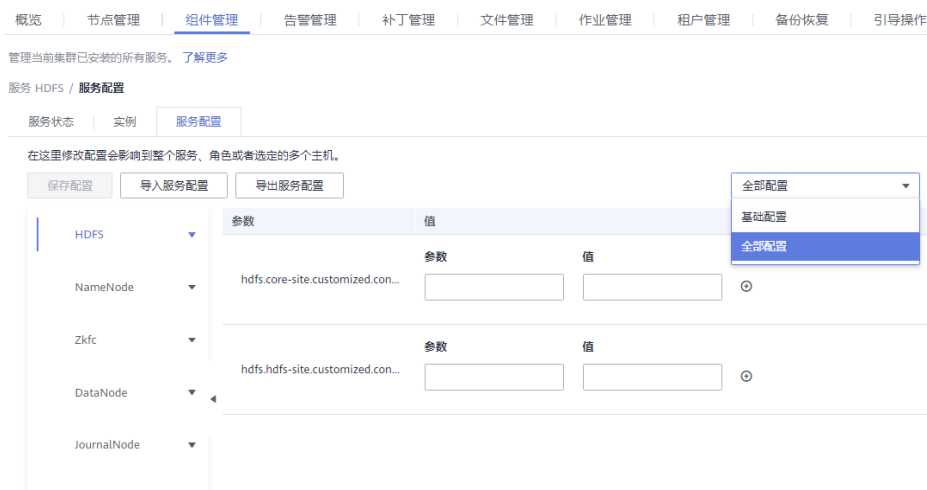 概览 节点管理 组件管理 告警管理 补丁管理 文件管理 作业管理 租户管理 备份恢复 引导操作
管理当前集群已安装的所有服务。 了解更多
服务 HDFS / 服务配置
服务状态 实例 服务配置
在这里修改配置会影响到整个服务、角色或者选定的多个主机。
保存配置 导入服务配置 导出服务配置 全部配置
基础配置
全部配置
参数 值
HDFS
NameNode
Zkfc
DataNode
JournalNode
参数 值
hdfs.core-site.customized.con...
参数 值
hdfs.hdfs-site.customized.con...